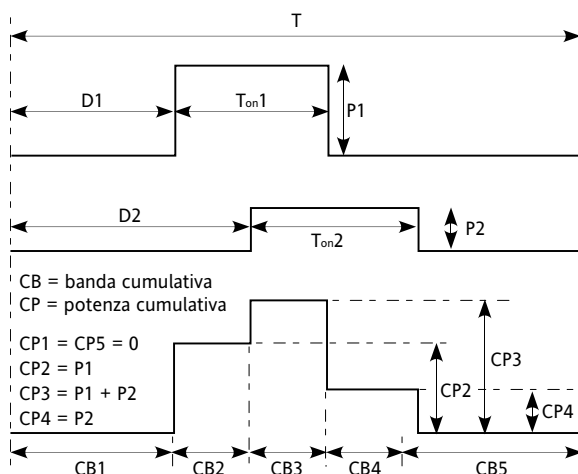 T
D1
Ton1
P1
D2
Ton2
P2
CB = banda cumulativa
CP = potenza cumulativa
CP1 = CP5 = 0
CP2 = P1
CP3 = P1 + P2
CP4 = P2
CP2
CP3
CP4
CB1 CB2 CB3 CB4 CB5